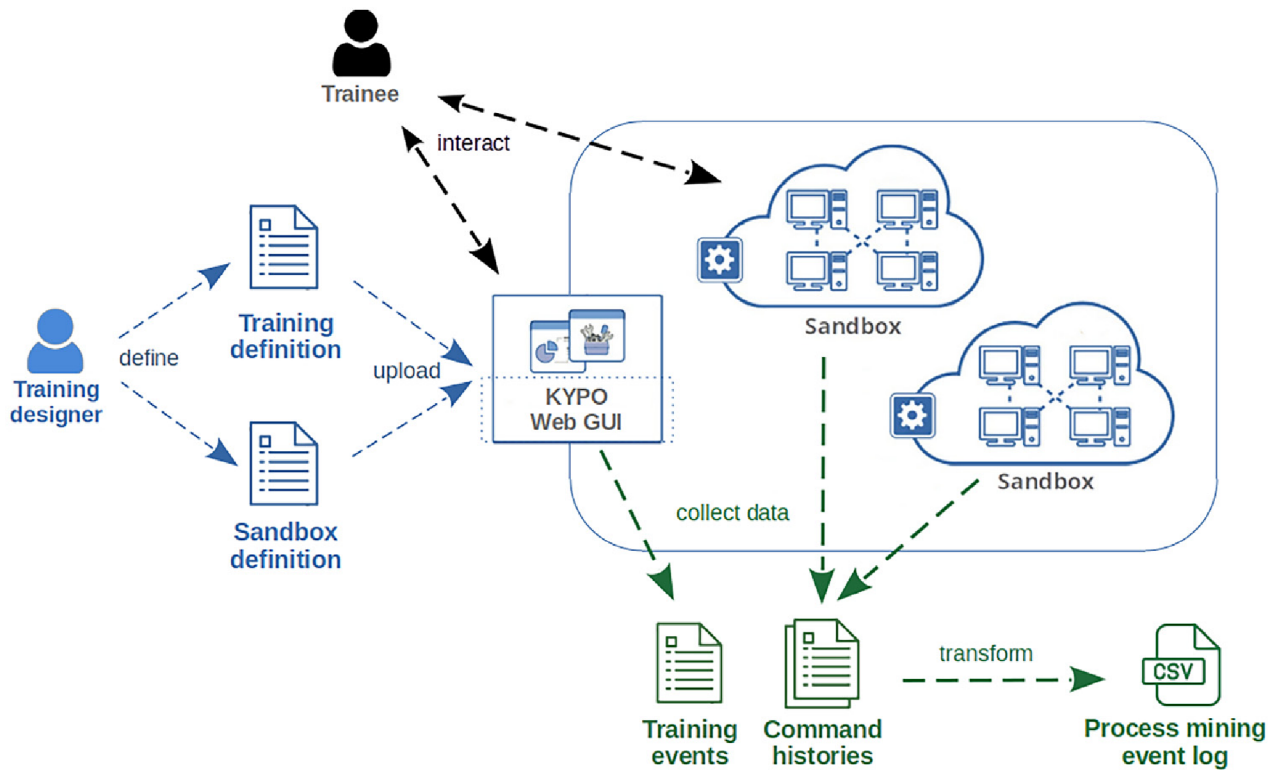 Trainee
interact
Training
definition
define
upload
Training
designer
Sandbox
definition
KYPO
Web GUI
Sandbox
Sandbox
collect data
Training
events
Command
histories
transform
CSV
Process mining
event log